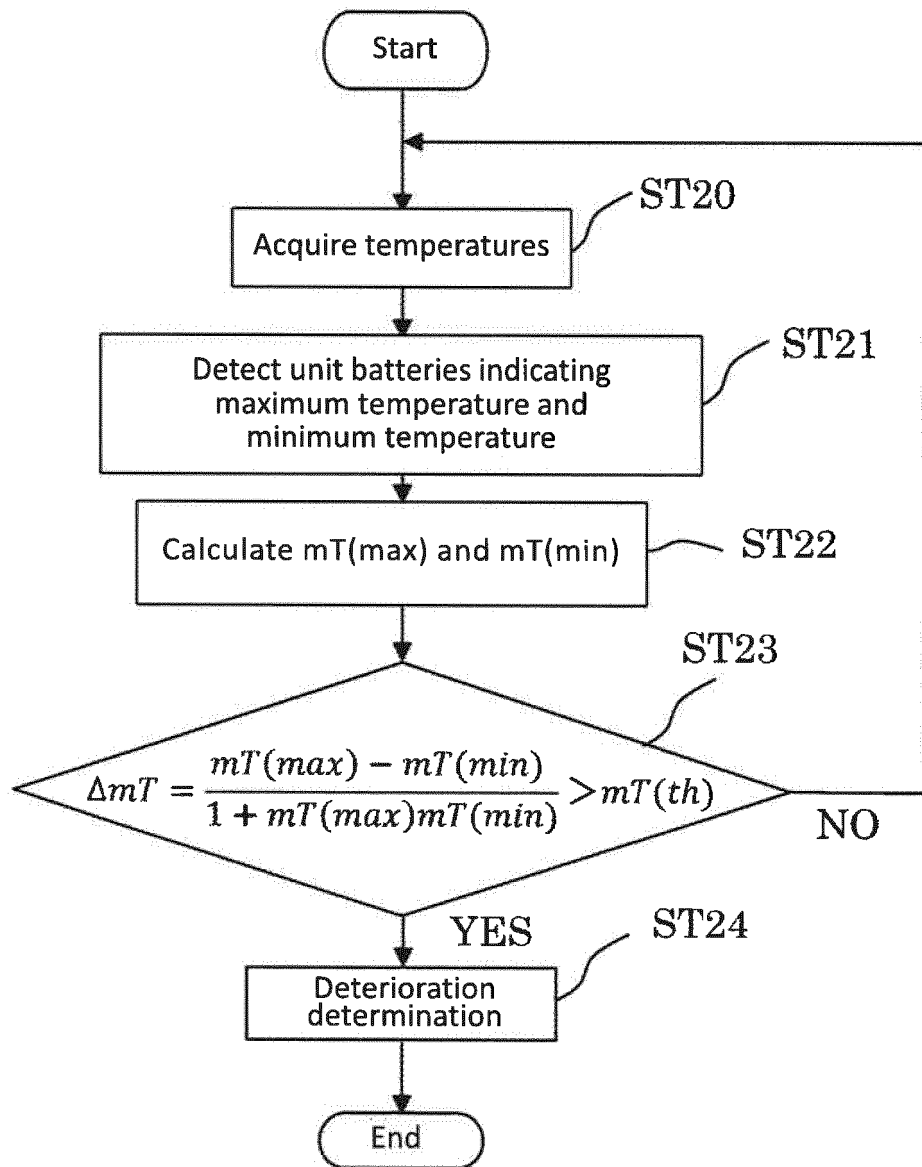 Start
ST20
Acquire temperatures
ST21
Detect unit batteries indicating
maximum temperature and
minimum temperature
Calculate mT(max) and mT(min)
ST22
ST23
ΔmT = \frac{mT(max) − mT(min)}{1 + mT(max)mT(min)} > mT(th)
NO
YES
ST24
Deterioration
determination
End